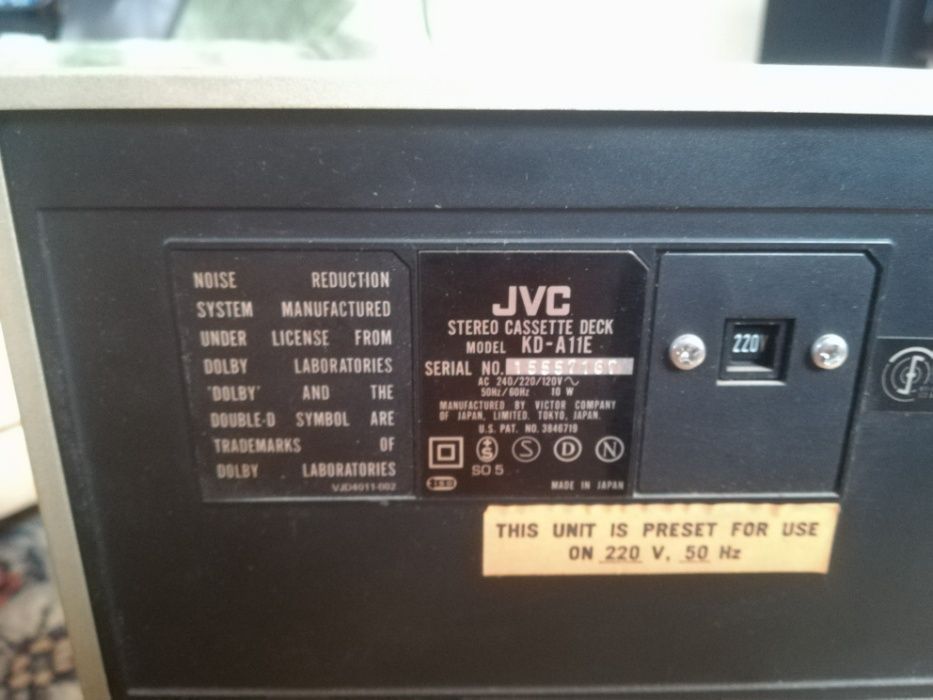 NOISE REDUCTION
SYSTEM MANUFACTURED
UNDER LICENSE FROM
DOLBY LABORATORIES
'DOLBY' AND THE
DOUBLE-D SYMBOL ARE
TRADEMARKS OF
DOLBY LABORATORIES
VJD4011-002
JVC
STEREO CASSETTE DECK
MODEL KD-A11E
SERIAL NO.
AC 240/220/120V~
50Hz/60Hz 10 W
MANUFACTURED BY VICTOR COMPANY
OF JAPAN, LIMITED. TOKYO, JAPAN.
U.S. PAT. NO. 3846719
S D N
SO 5
MADE IN JAPAN
220V
THIS UNIT IS PRESET FOR USE
ON 220 V, 50 Hz